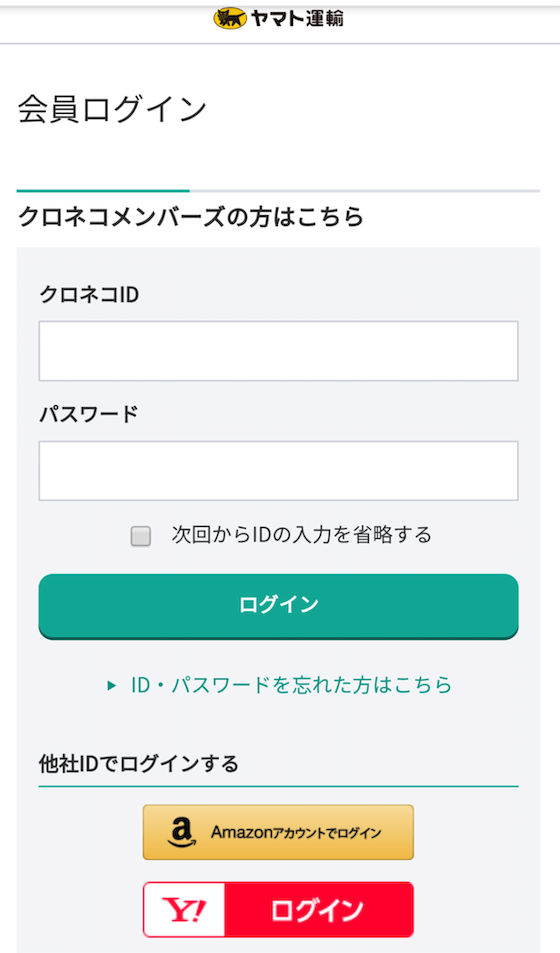 ヤマト運輸
会員ログイン
クロネコメンバーズの方はこちら
クロネコID
パスワード
次回からIDの入力を省略する
ログイン
ID・パスワードを忘れた方はこちら
他社IDでログインする
a Amazonアカウントでログイン
Y! ログイン